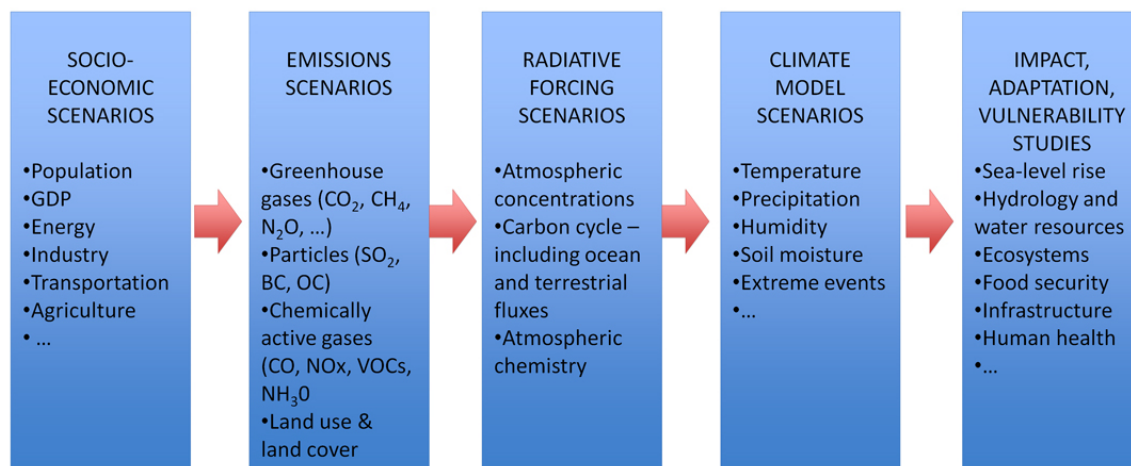 SOCIO-
ECONOMIC
SCENARIOS
•Population
•GDP
•Energy
•Industry
•Transportation
•Agriculture
• …
EMISSIONS
SCENARIOS
•Greenhouse
gases (CO₂, CH₄,
N₂O, …)
•Particles (SO₂,
BC, OC)
•Chemically
active gases
(CO, NOx, VOCs,
NH₃0
•Land use &
land cover
RADIATIVE
FORCING
SCENARIOS
•Atmospheric
concentrations
•Carbon cycle –
including ocean
and terrestrial
fluxes
•Atmospheric
chemistry
CLIMATE
MODEL
SCENARIOS
•Temperature
•Precipitation
•Humidity
•Soil moisture
•Extreme events
•…
IMPACT,
ADAPTATION,
VULNERABILITY
STUDIES
•Sea-level rise
•Hydrology and
water resources
•Ecosystems
•Food security
•Infrastructure
•Human health
•…